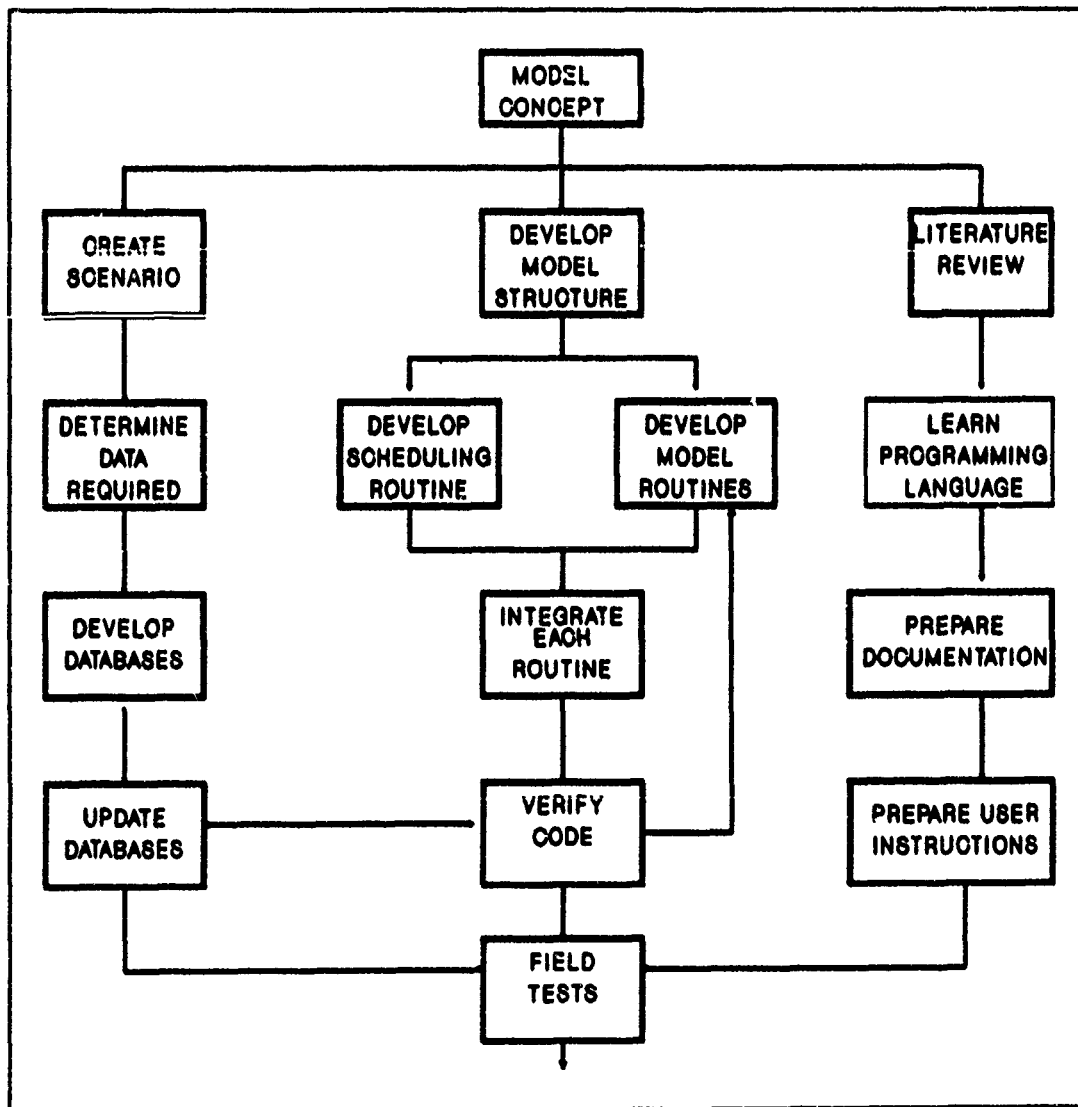 MODEL
CONCEPT
CREATE
SCENARIO
DEVELOP
MODEL
STRUCTURE
LITERATURE
REVIEW
DETERMINE
DATA
REQUIRED
DEVELOP
SCHEDULING
ROUTINE
DEVELOP
MODEL
ROUTINES
LEARN
PROGRAMMING
LANGUAGE
DEVELOP
DATABASES
INTEGRATE
EACH
ROUTINE
PREPARE
DOCUMENTATION
UPDATE
DATABASES
VERIFY
CODE
PREPARE USER
INSTRUCTIONS
FIELD
TESTS